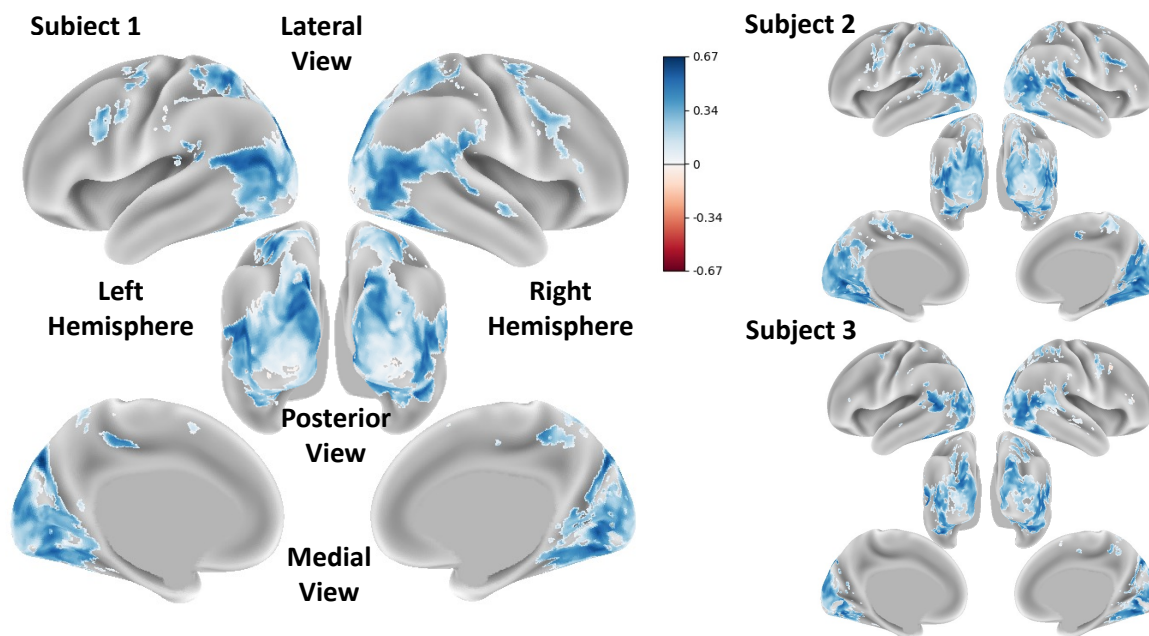 Subiect 1
Lateral
View
Subject 2
0.67
0.34
0
-0.34
-0.67
Left
Hemisphere
Right
Hemisphere
Subject 3
Posterior
View
Medial
View